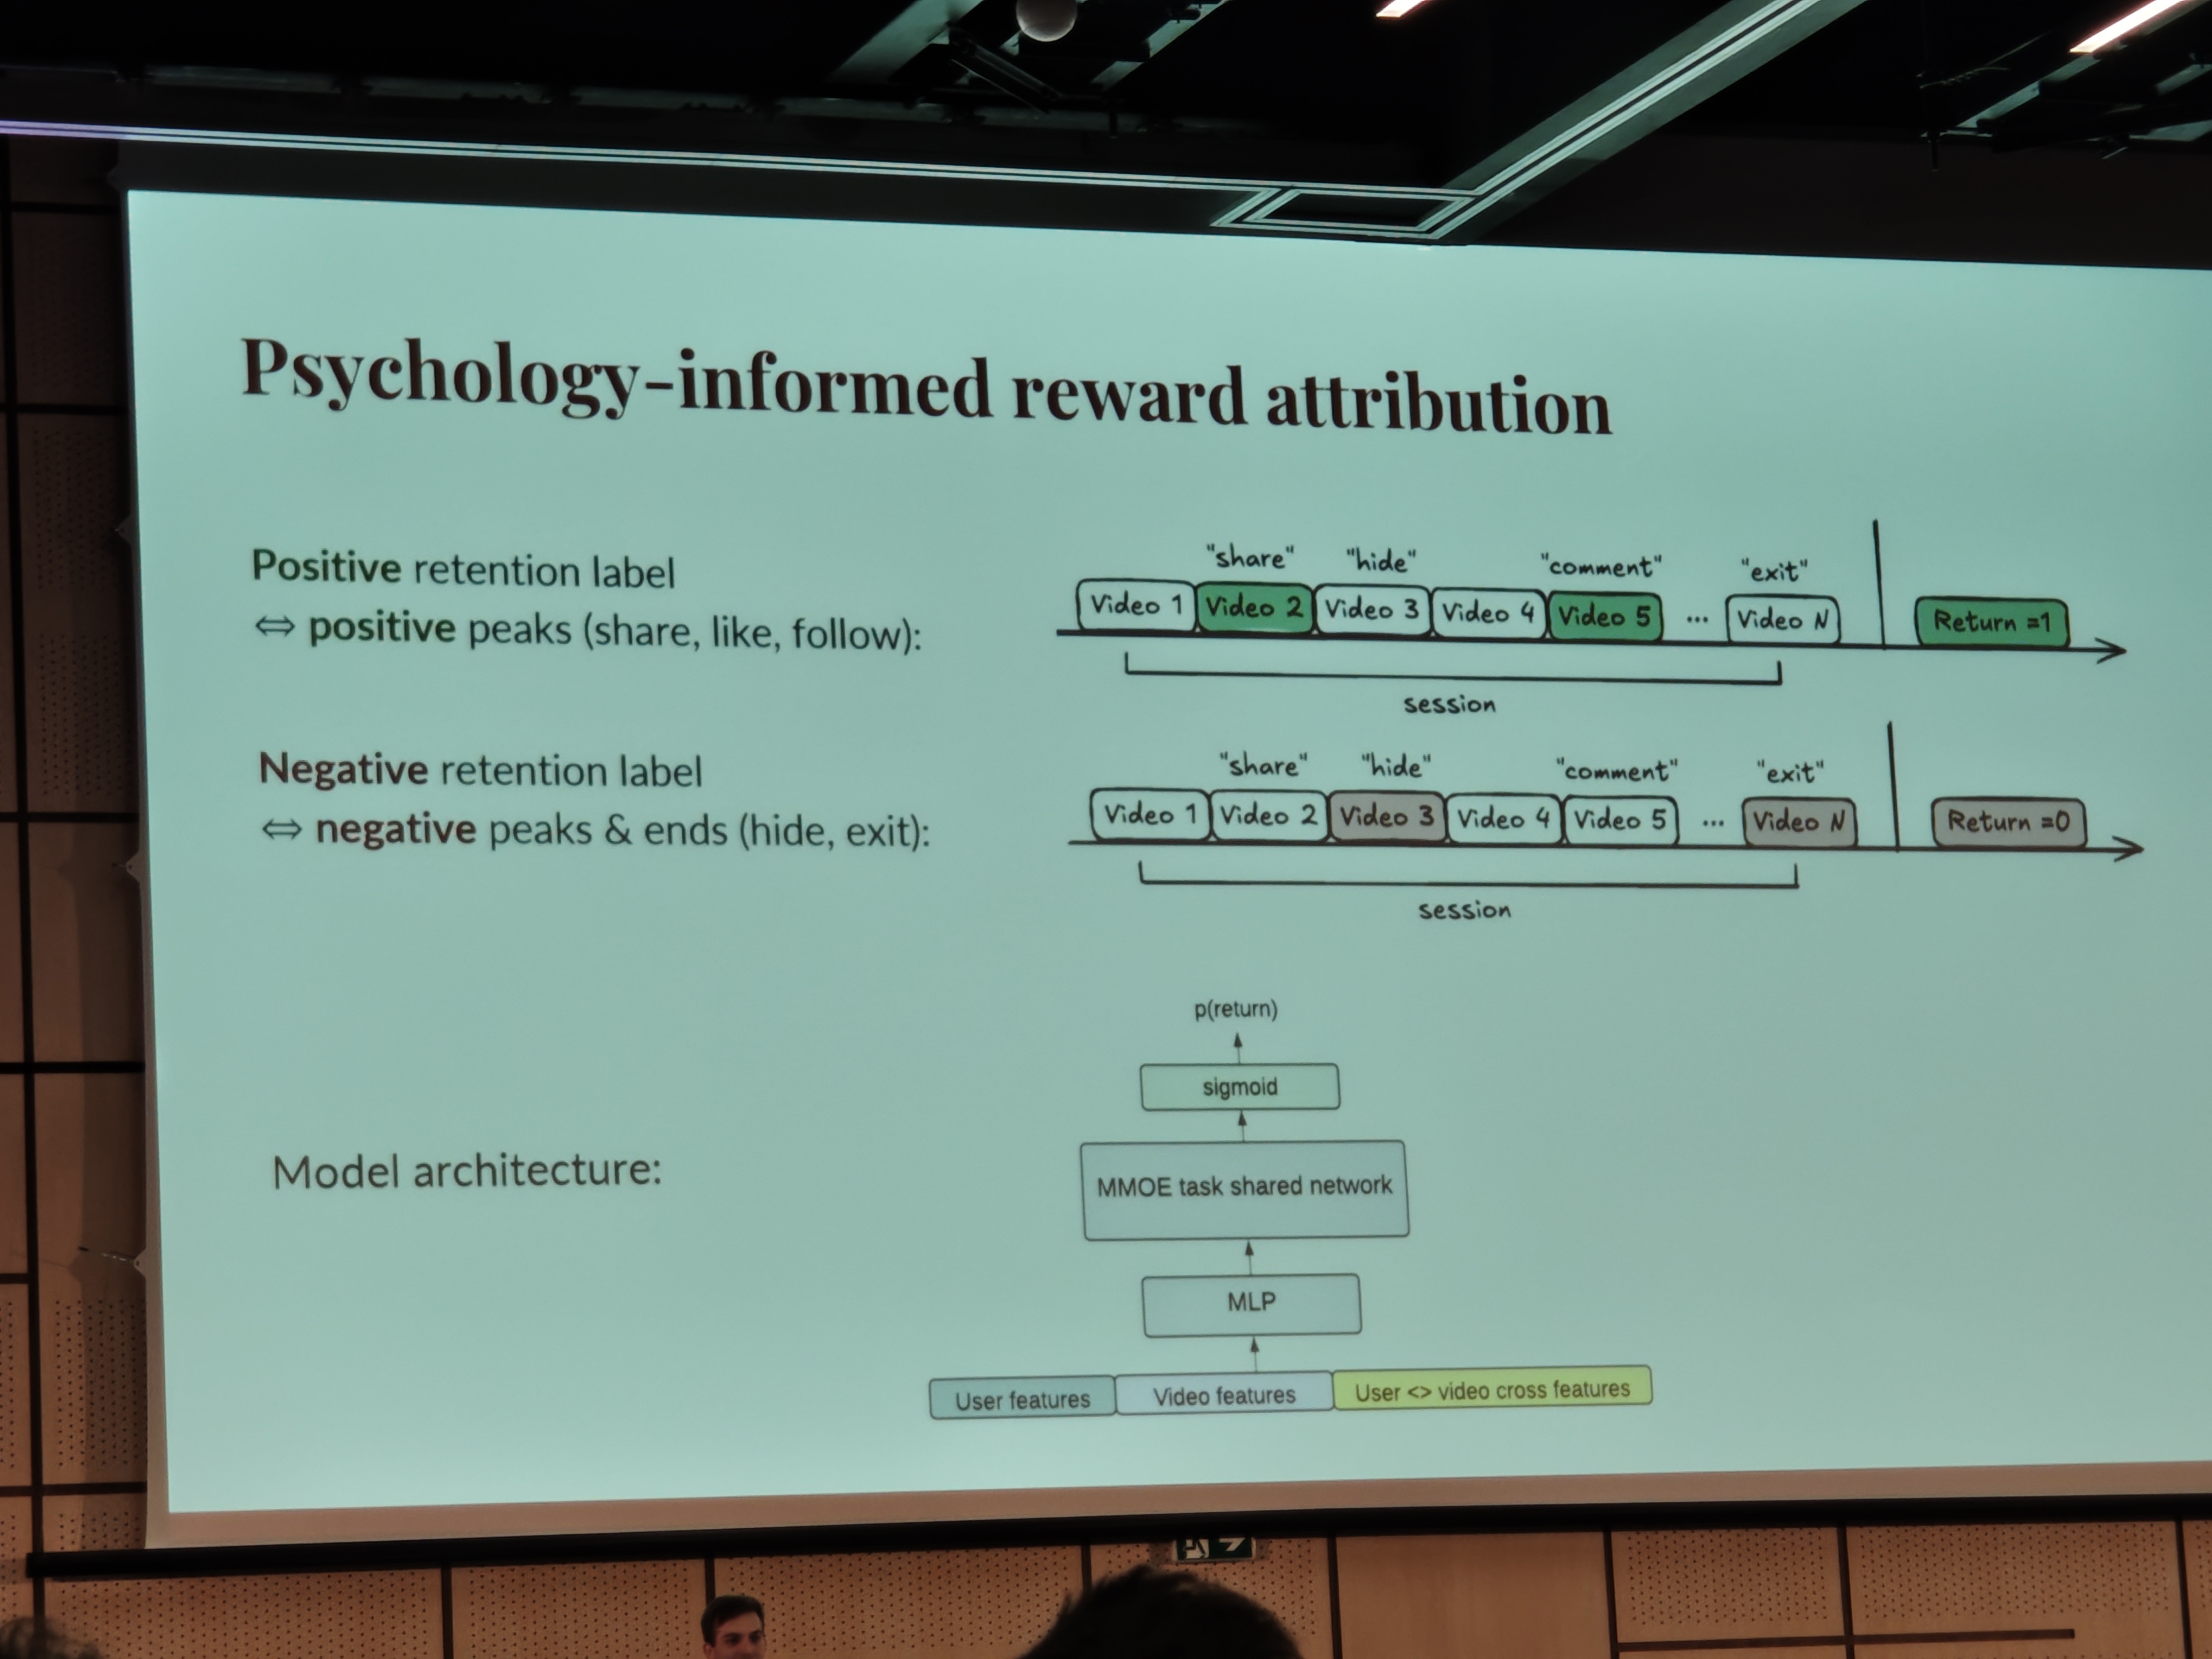 Psychology-informed reward attribution
Positive retention label
⇔ positive peaks (share, like, follow):
"share" "hide" "comment" "exit"
Video 1 Video 2 Video 3 Video 4 Video 5 ... Video N Return =1
session
Negative retention label
⇔ negative peaks & ends (hide, exit):
"share" "hide" "comment" "exit"
Video 1 Video 2 Video 3 Video 4 Video 5 ... Video N Return =0
session
Model architecture:
p(return)
sigmoid
MMOE task shared network
MLP
User features Video features User <> video cross features